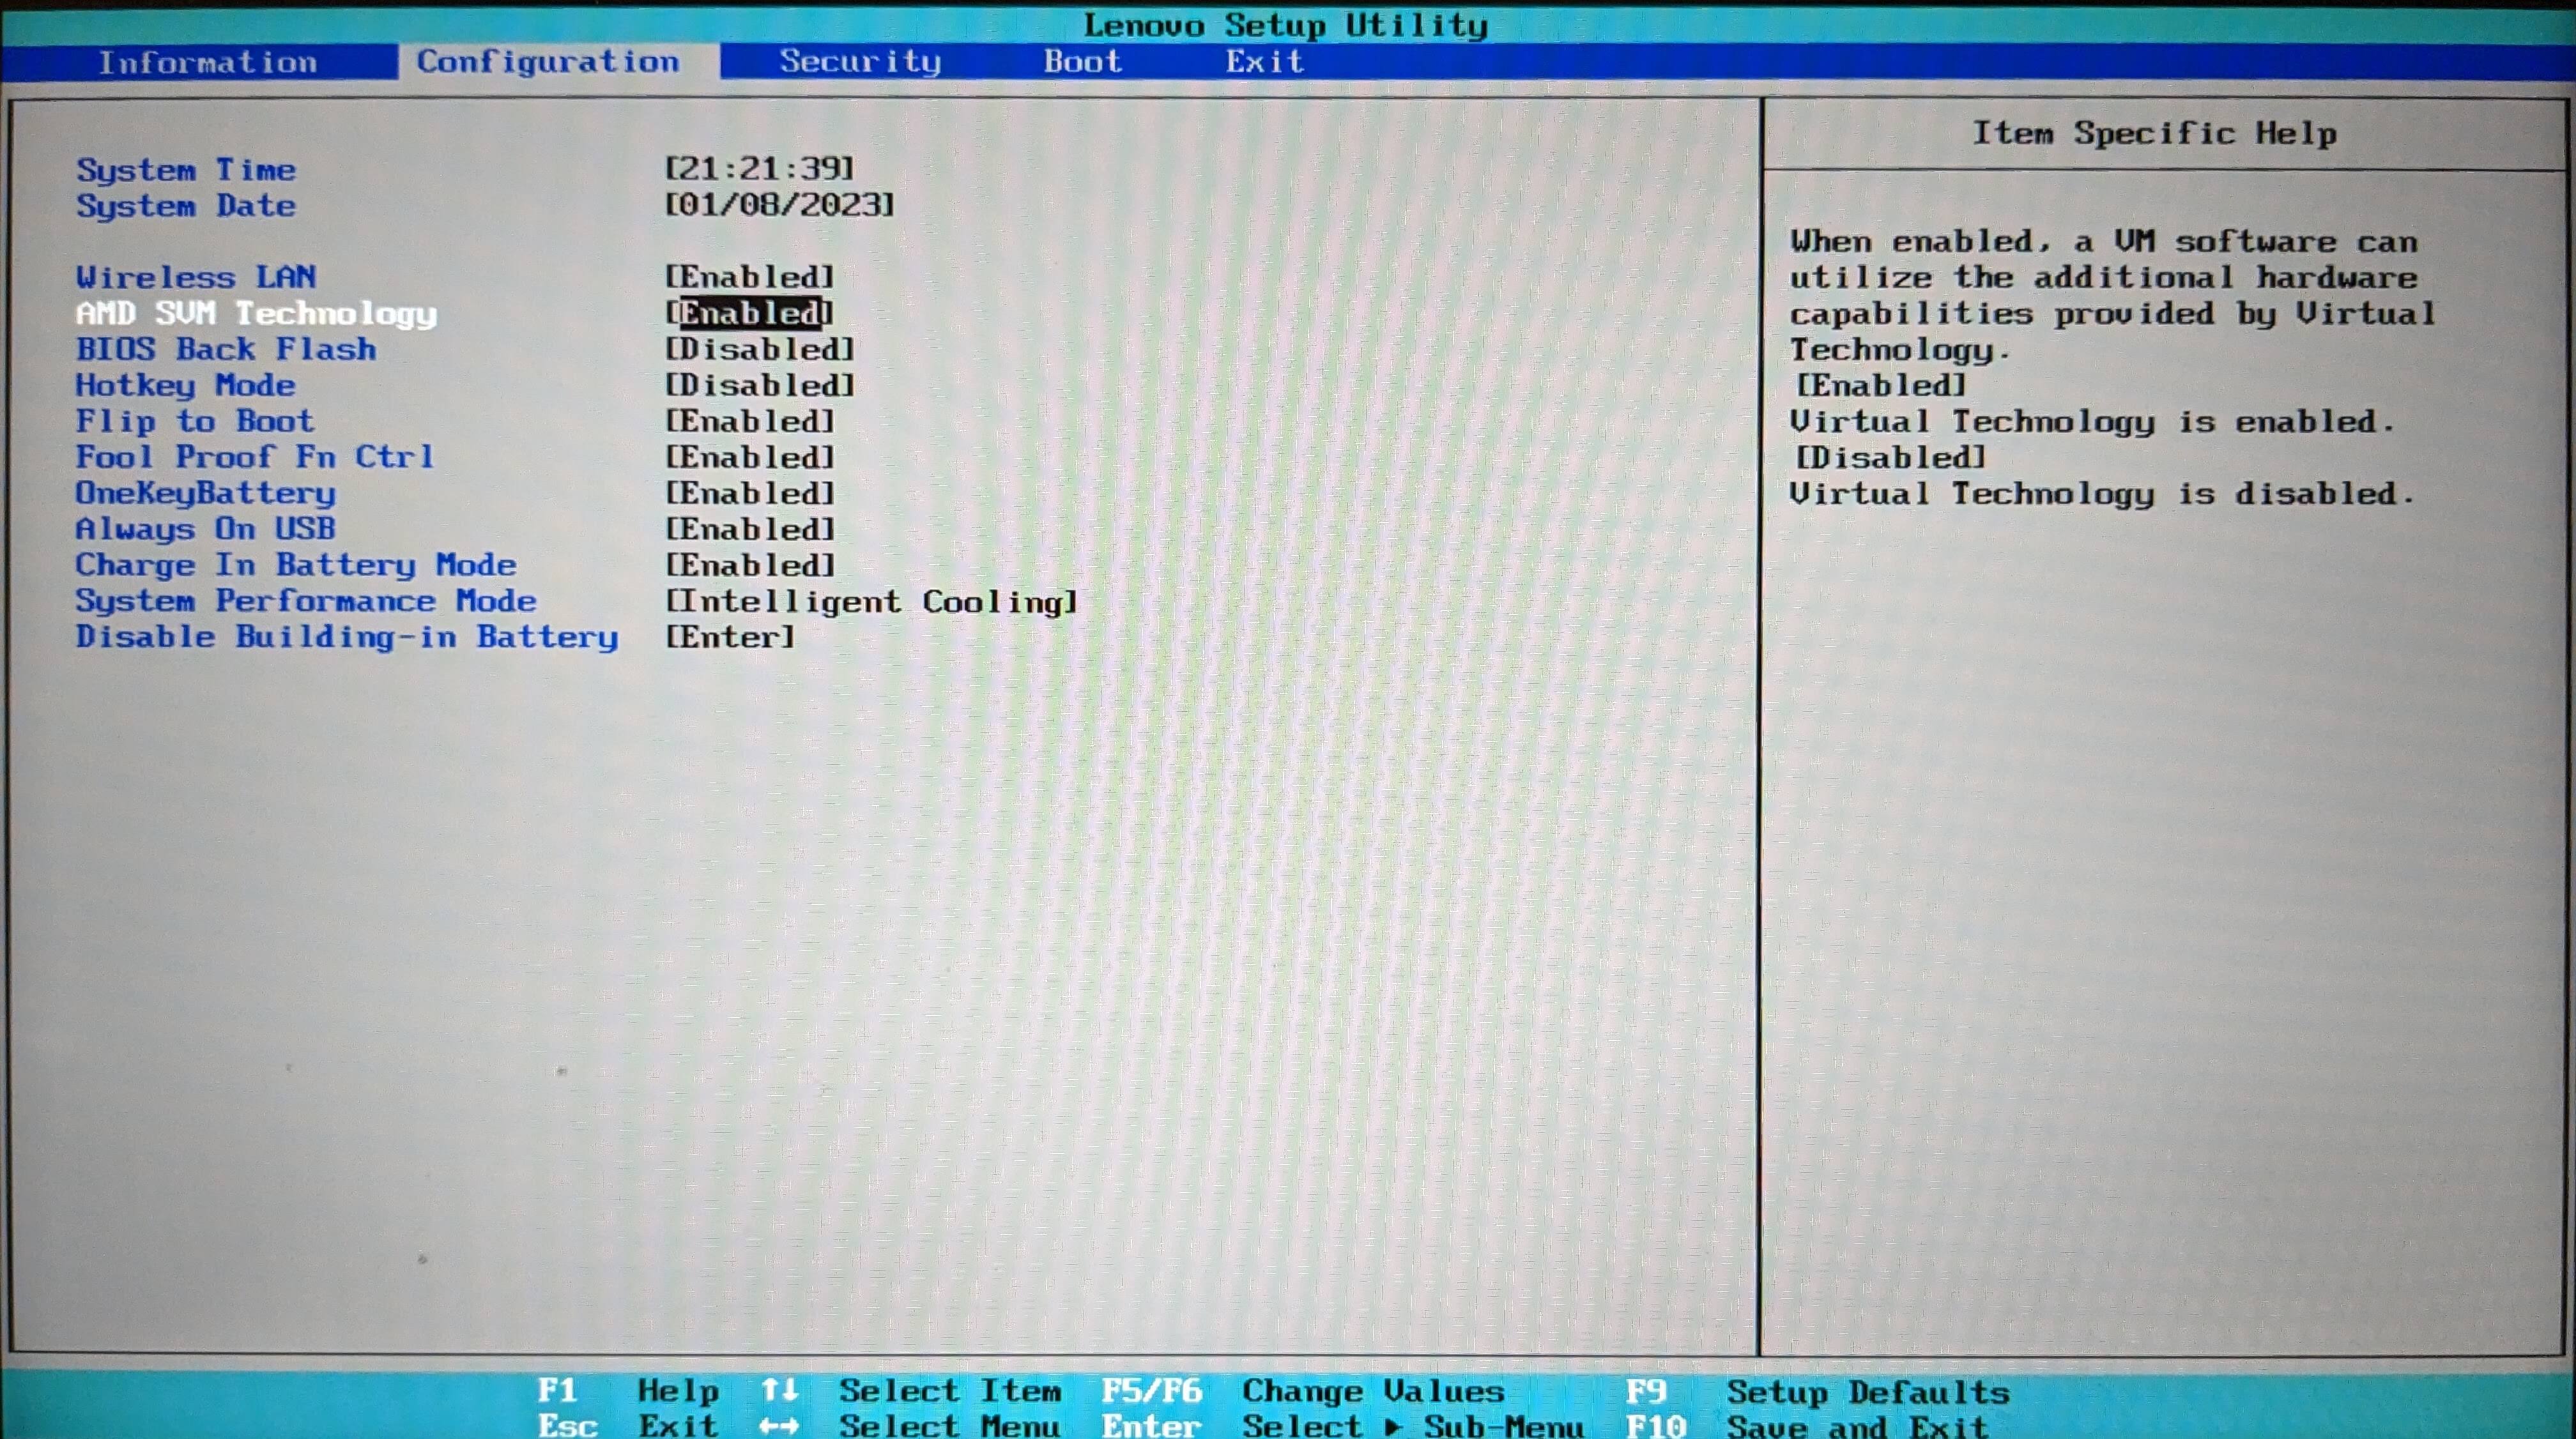 Lenovo Setup Utility
Information Configuration Security Boot Exit
System Time [21:21:39]
System Date [01/08/2023]
Wireless LAN [Enabled]
AMD SVM Technology [Enabled]
BIOS Back Flash [Disabled]
Hotkey Mode [Disabled]
Flip to Boot [Enabled]
Fool Proof Fn Ctrl [Enabled]
OneKeyBattery [Enabled]
Always On USB [Enabled]
Charge In Battery Mode [Enabled]
System Performance Mode [Intelligent Cooling]
Disable Building-in Battery [Enter]
Item Specific Help
When enabled, a VM software can
utilize the additional hardware
capabilities provided by Virtual
Technology.
[Enabled]
Virtual Technology is enabled.
[Disabled]
Virtual Technology is disabled.
F1 Help ↑↓ Select Item F5/F6 Change Values F9 Setup Defaults
Esc Exit ←→ Select Menu Enter Select ▶ Sub-Menu F10 Save and Exit